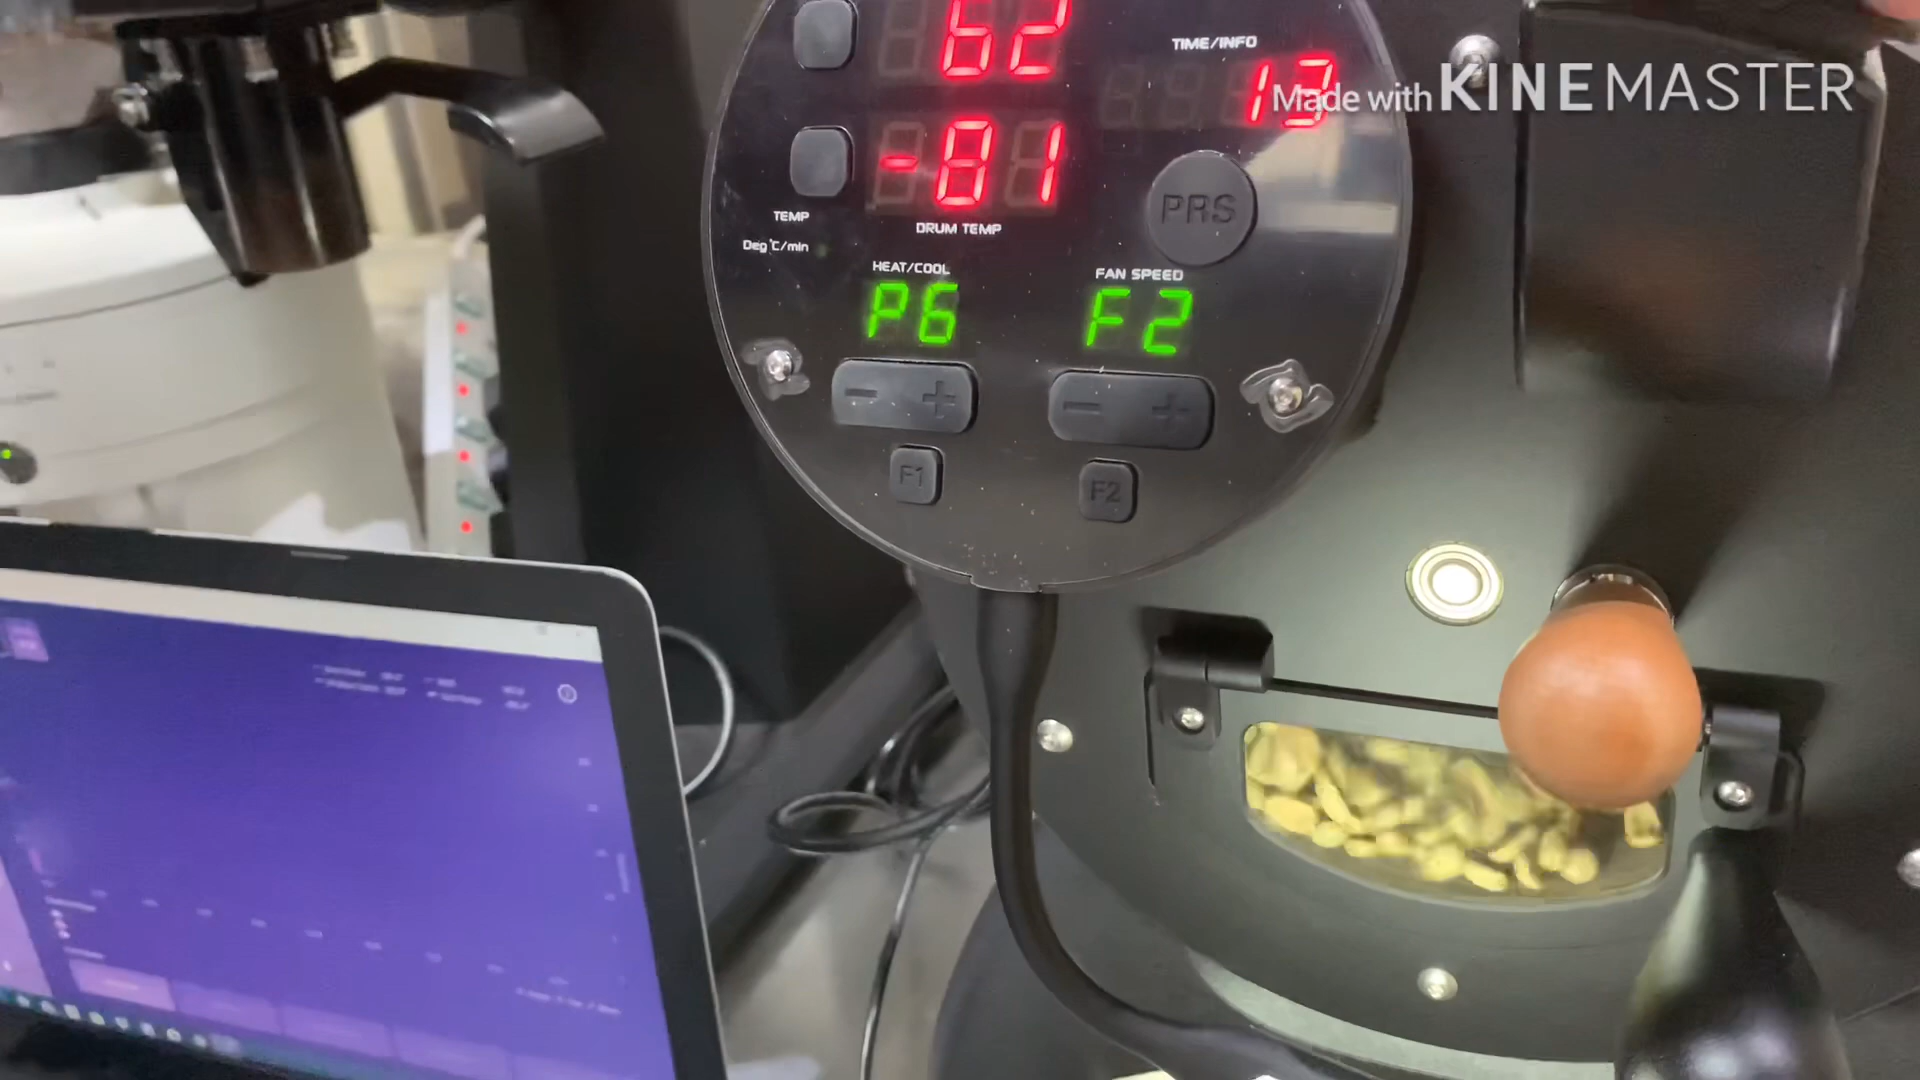 62
TIME/INFO
13
Made with KINEMASTER
-81
PRS
TEMP
DRUM TEMP
Deg°C/min
HEAT/COOL
FAN SPEED
P6
F2
- +
- +
F1
F2